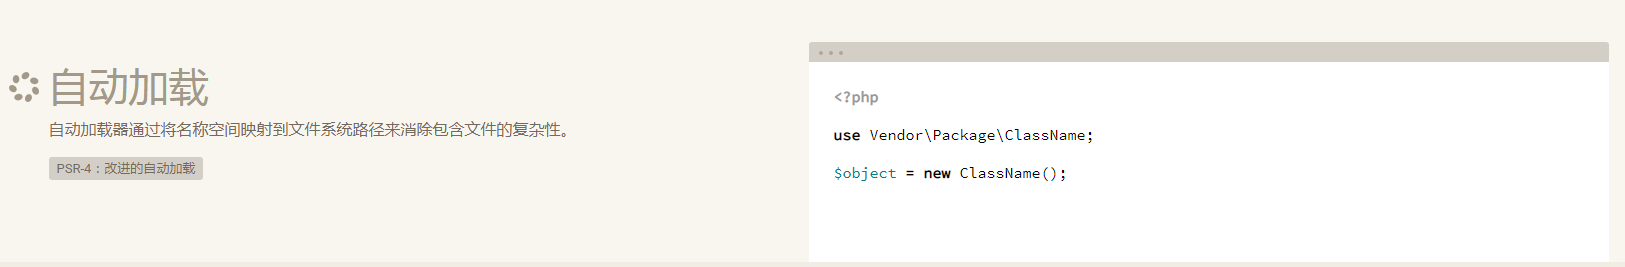 自动加载
自动加载器通过将名称空间映射到文件系统路径来消除包含文件的复杂性。
PSR-4：改进的自动加载
<?php
use Vendor\Package\ClassName;
$object = new ClassName();